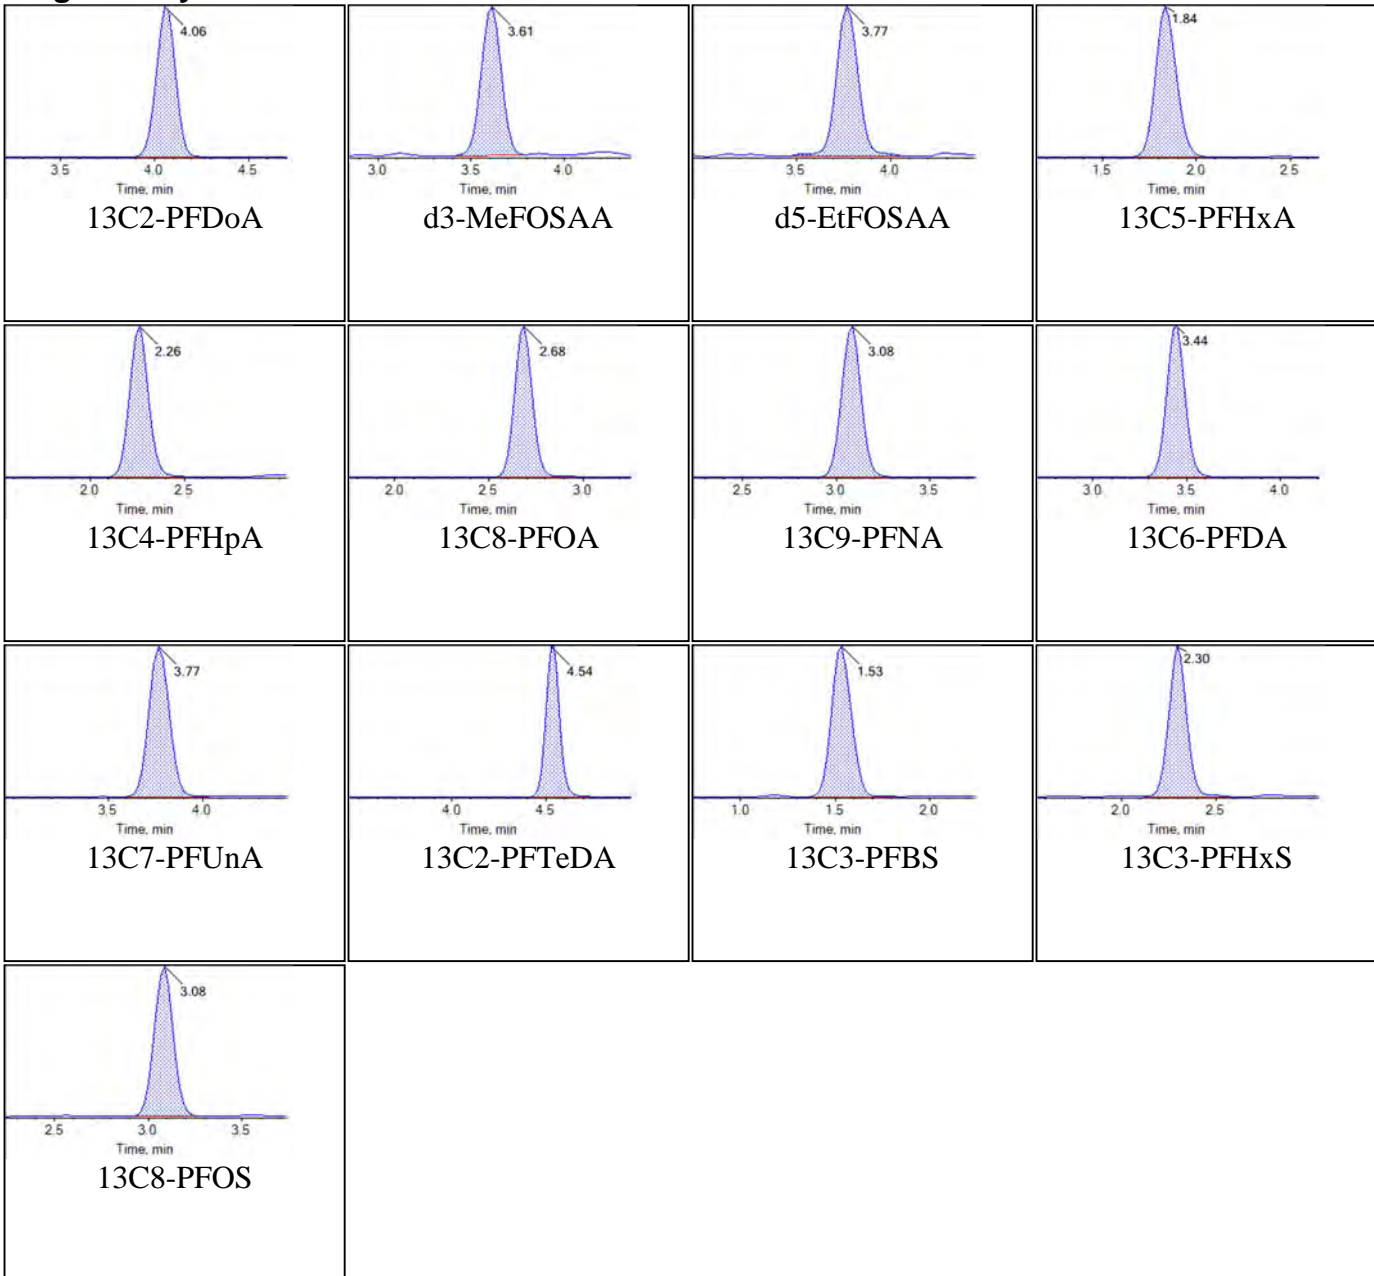 4.06
3.5 4.0 4.5
Time, min
13C2-PFDoA
3.61
3.0 3.5 4.0
Time, min
d3-MeFOSAA
3.77
3.5 4.0
Time, min
d5-EtFOSAA
1.84
1.5 2.0 2.5
Time, min
13C5-PFHxA
2.26
2.0 2.5
Time, min
13C4-PFHpA
2.68
2.0 2.5 3.0
Time, min
13C8-PFOA
3.08
2.5 3.0 3.5
Time, min
13C9-PFNA
3.44
3.0 3.5 4.0
Time, min
13C6-PFDA
3.77
3.5 4.0
Time, min
13C7-PFUnA
4.54
4.0 4.5
Time, min
13C2-PFTeDA
1.53
1.0 1.5 2.0
Time, min
13C3-PFBS
2.30
2.0 2.5
Time, min
13C3-PFHxS
3.08
2.5 3.0 3.5
Time, min
13C8-PFOS